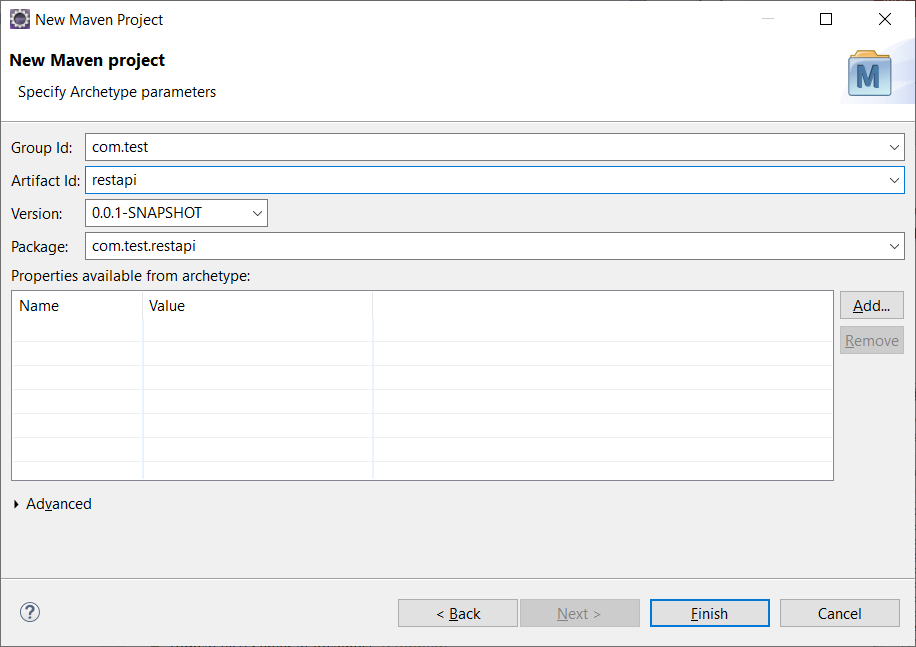 New Maven Project
New Maven project
Specify Archetype parameters
M
Group Id: com.test
Artifact Id: restapi
Version: 0.0.1-SNAPSHOT
Package: com.test.restapi
Properties available from archetype:
Name Value
Add...
Remove
Advanced
? < Back Next > Finish Cancel